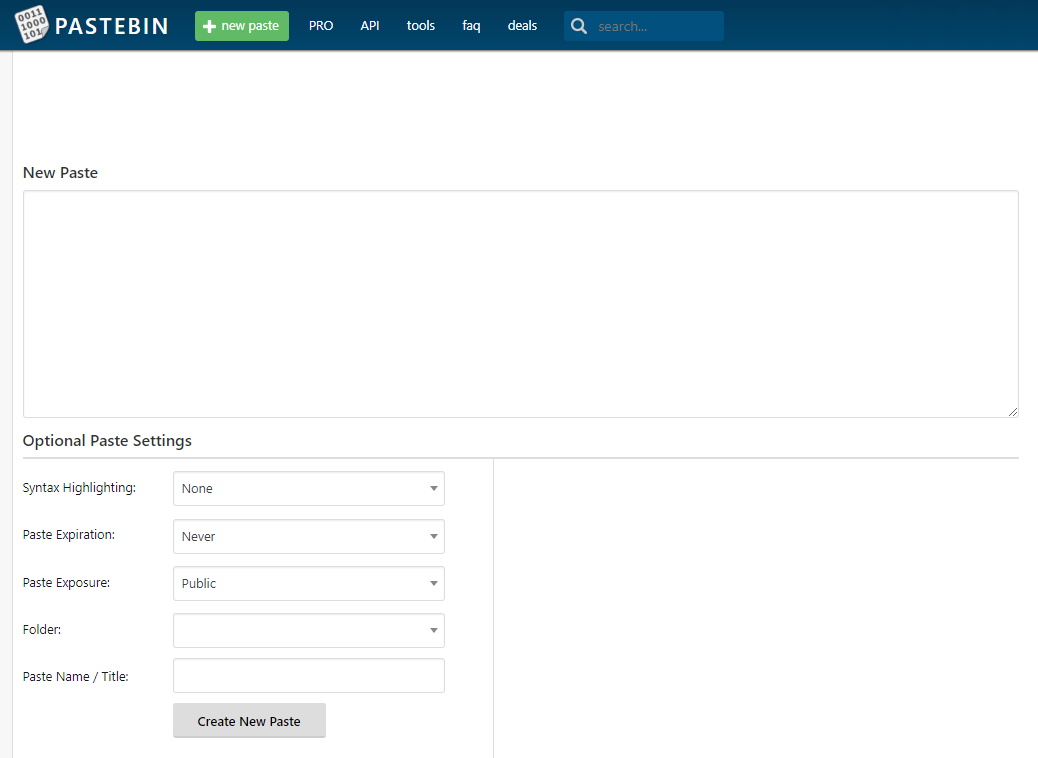 0011
1000
101
PASTEBIN
new paste
PRO
API
tools
faq
deals
search...
New Paste
Optional Paste Settings
Syntax Highlighting:
None
Paste Expiration:
Never
Paste Exposure:
Public
Folder:
Paste Name / Title:
Create New Paste